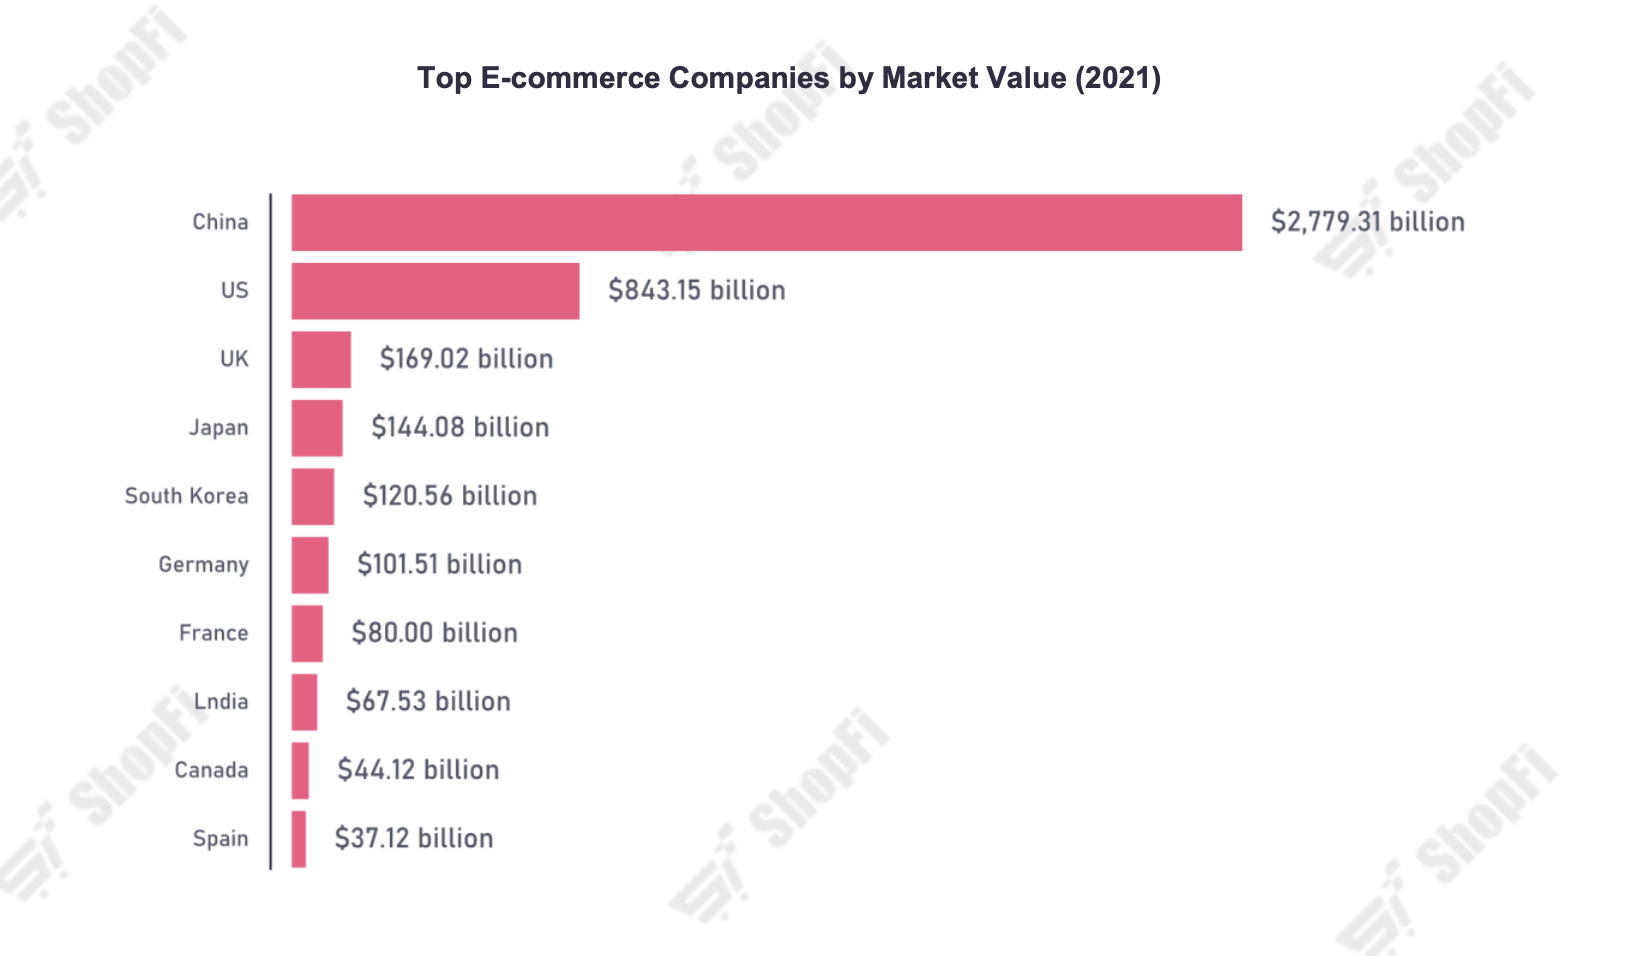 ShopFi
ShopFi
ShopFi
Top E-commerce Companies by Market Value (2021)
China $2,779.31 billion
US $843.15 billion
UK $169.02 billion
Japan $144.08 billion
South Korea $120.56 billion
Germany $101.51 billion
France $80.00 billion
Lndia $67.53 billion
Canada $44.12 billion
Spain $37.12 billion
ShopFi
ShopFi
ShopFi